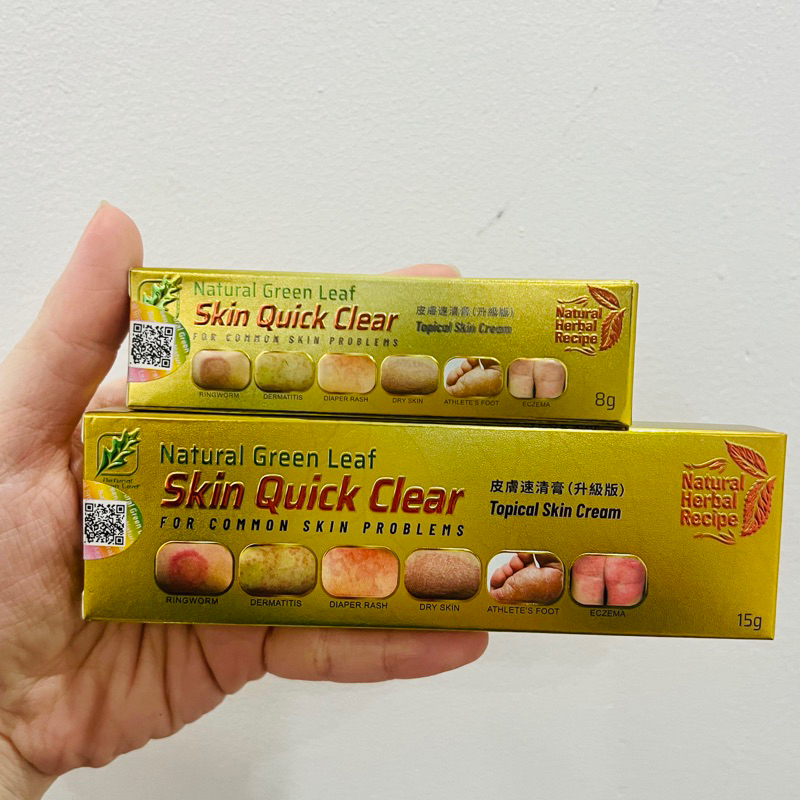 Natural Green Leaf
Skin Quick Clear
FOR COMMON SKIN PROBLEMS
皮膚速清膏(升級版)
Topical Skin Cream
Natural
Herbal
Recipe
RINGWORM
DERMATITIS
DIAPER RASH
DRY SKIN
ATHLETE'S FOOT
ECZEMA
8g
Natural Green Leaf
Skin Quick Clear
FOR COMMON SKIN PROBLEMS
皮膚速清膏(升級版)
Topical Skin Cream
Natural
Herbal
Recipe
RINGWORM
DERMATITIS
DIAPER RASH
DRY SKIN
ATHLETE'S FOOT
ECZEMA
15g